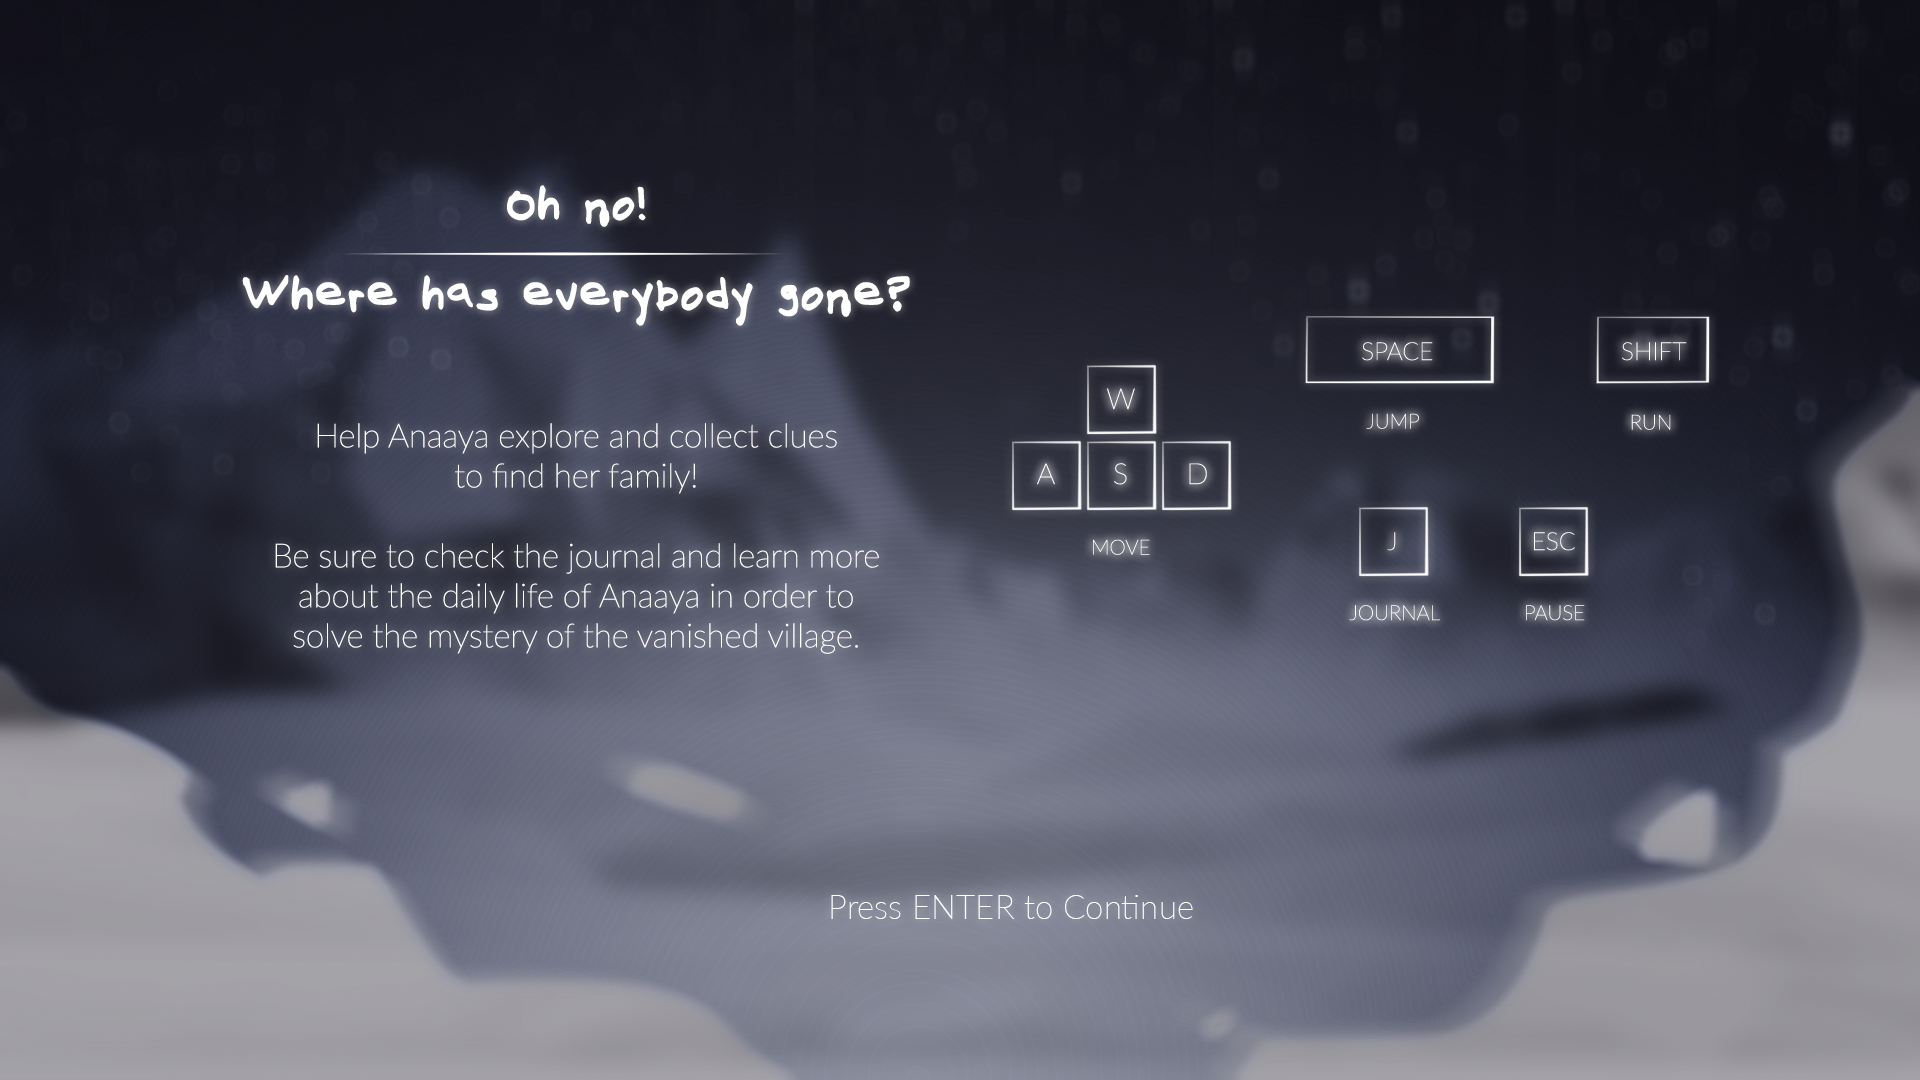 Oh no!
Where has everybody gone?
Help Anaaya explore and collect clues
to find her family!
Be sure to check the journal and learn more
about the daily life of Anaaya in order to
solve the mystery of the vanished village.
W
A S D
MOVE
SPACE
JUMP
SHIFT
RUN
J
JOURNAL
ESC
PAUSE
Press ENTER to Continue